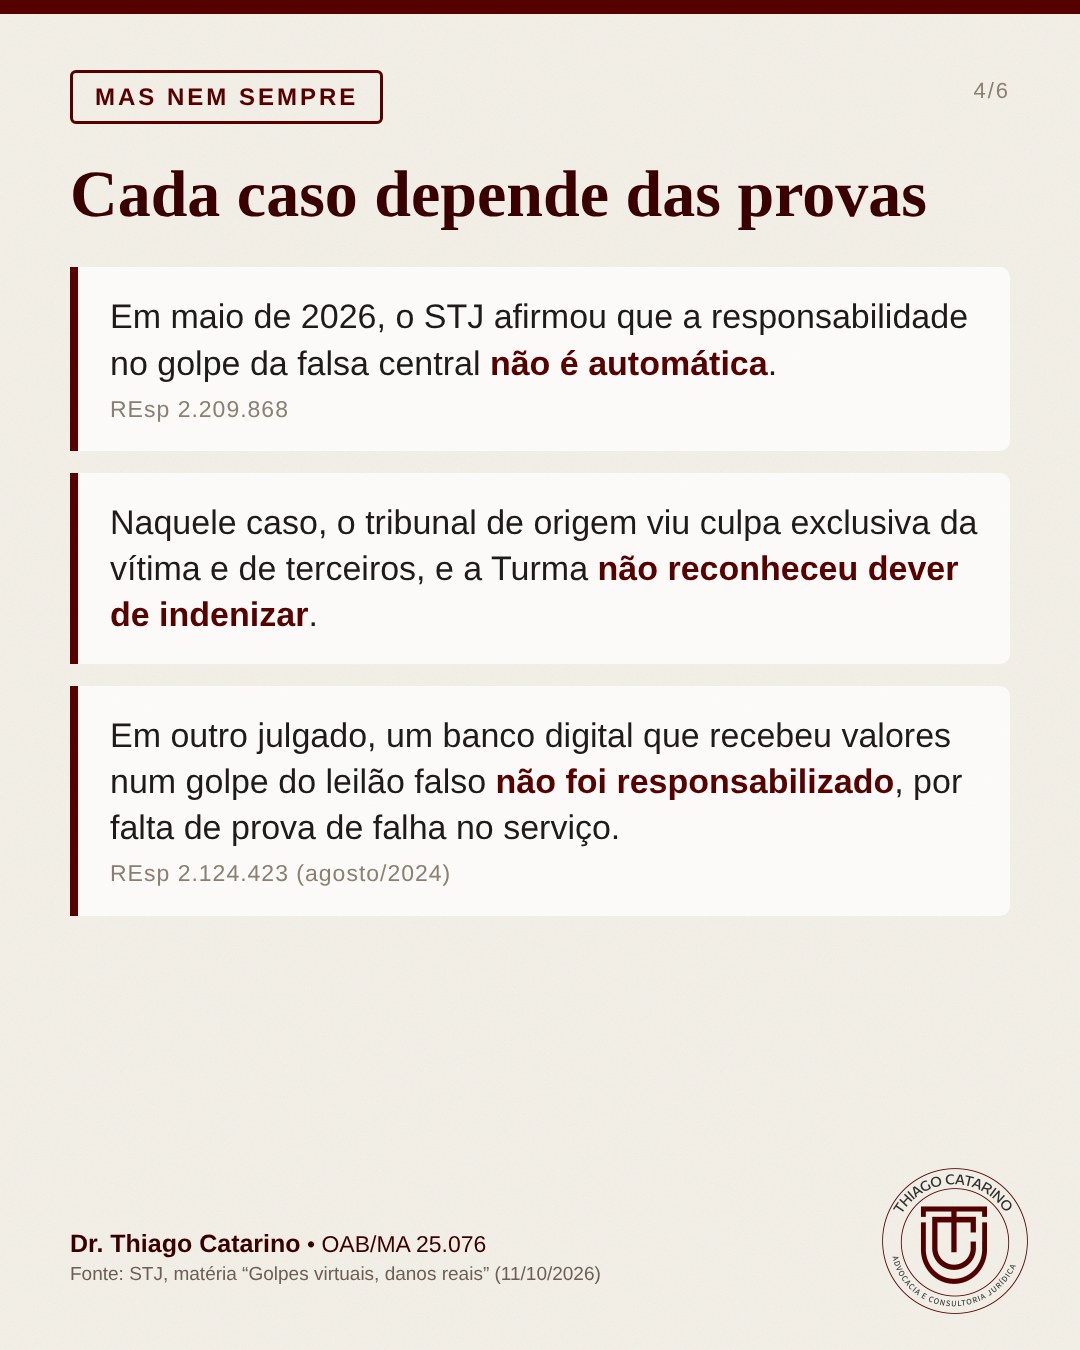 MAS NEM SEMPRE
4/6
Cada caso depende das provas
Em maio de 2026, o STJ afirmou que a responsabilidade
no golpe da falsa central não é automática.
REsp 2.209.868
Naquele caso, o tribunal de origem viu culpa exclusiva da
vítima e de terceiros, e a Turma não reconheceu dever
de indenizar.
Em outro julgado, um banco digital que recebeu valores
num golpe do leilão falso não foi responsabilizado, por
falta de prova de falha no serviço.
REsp 2.124.423 (agosto/2024)
Dr. Thiago Catarino • OAB/MA 25.076
Fonte: STJ, matéria “Golpes virtuais, danos reais” (11/10/2026)
THIAGO CATARINO
TC
ADVOCACIA E CONSULTORIA JURÍDICA